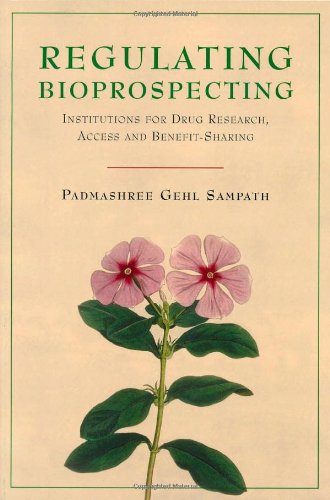 REGULATING
BIOPROSPECTING
INSTITUTIONS FOR DRUG RESEARCH,
ACCESS AND BENEFIT-SHARING
PADMASHREE GEHL SAMPATH